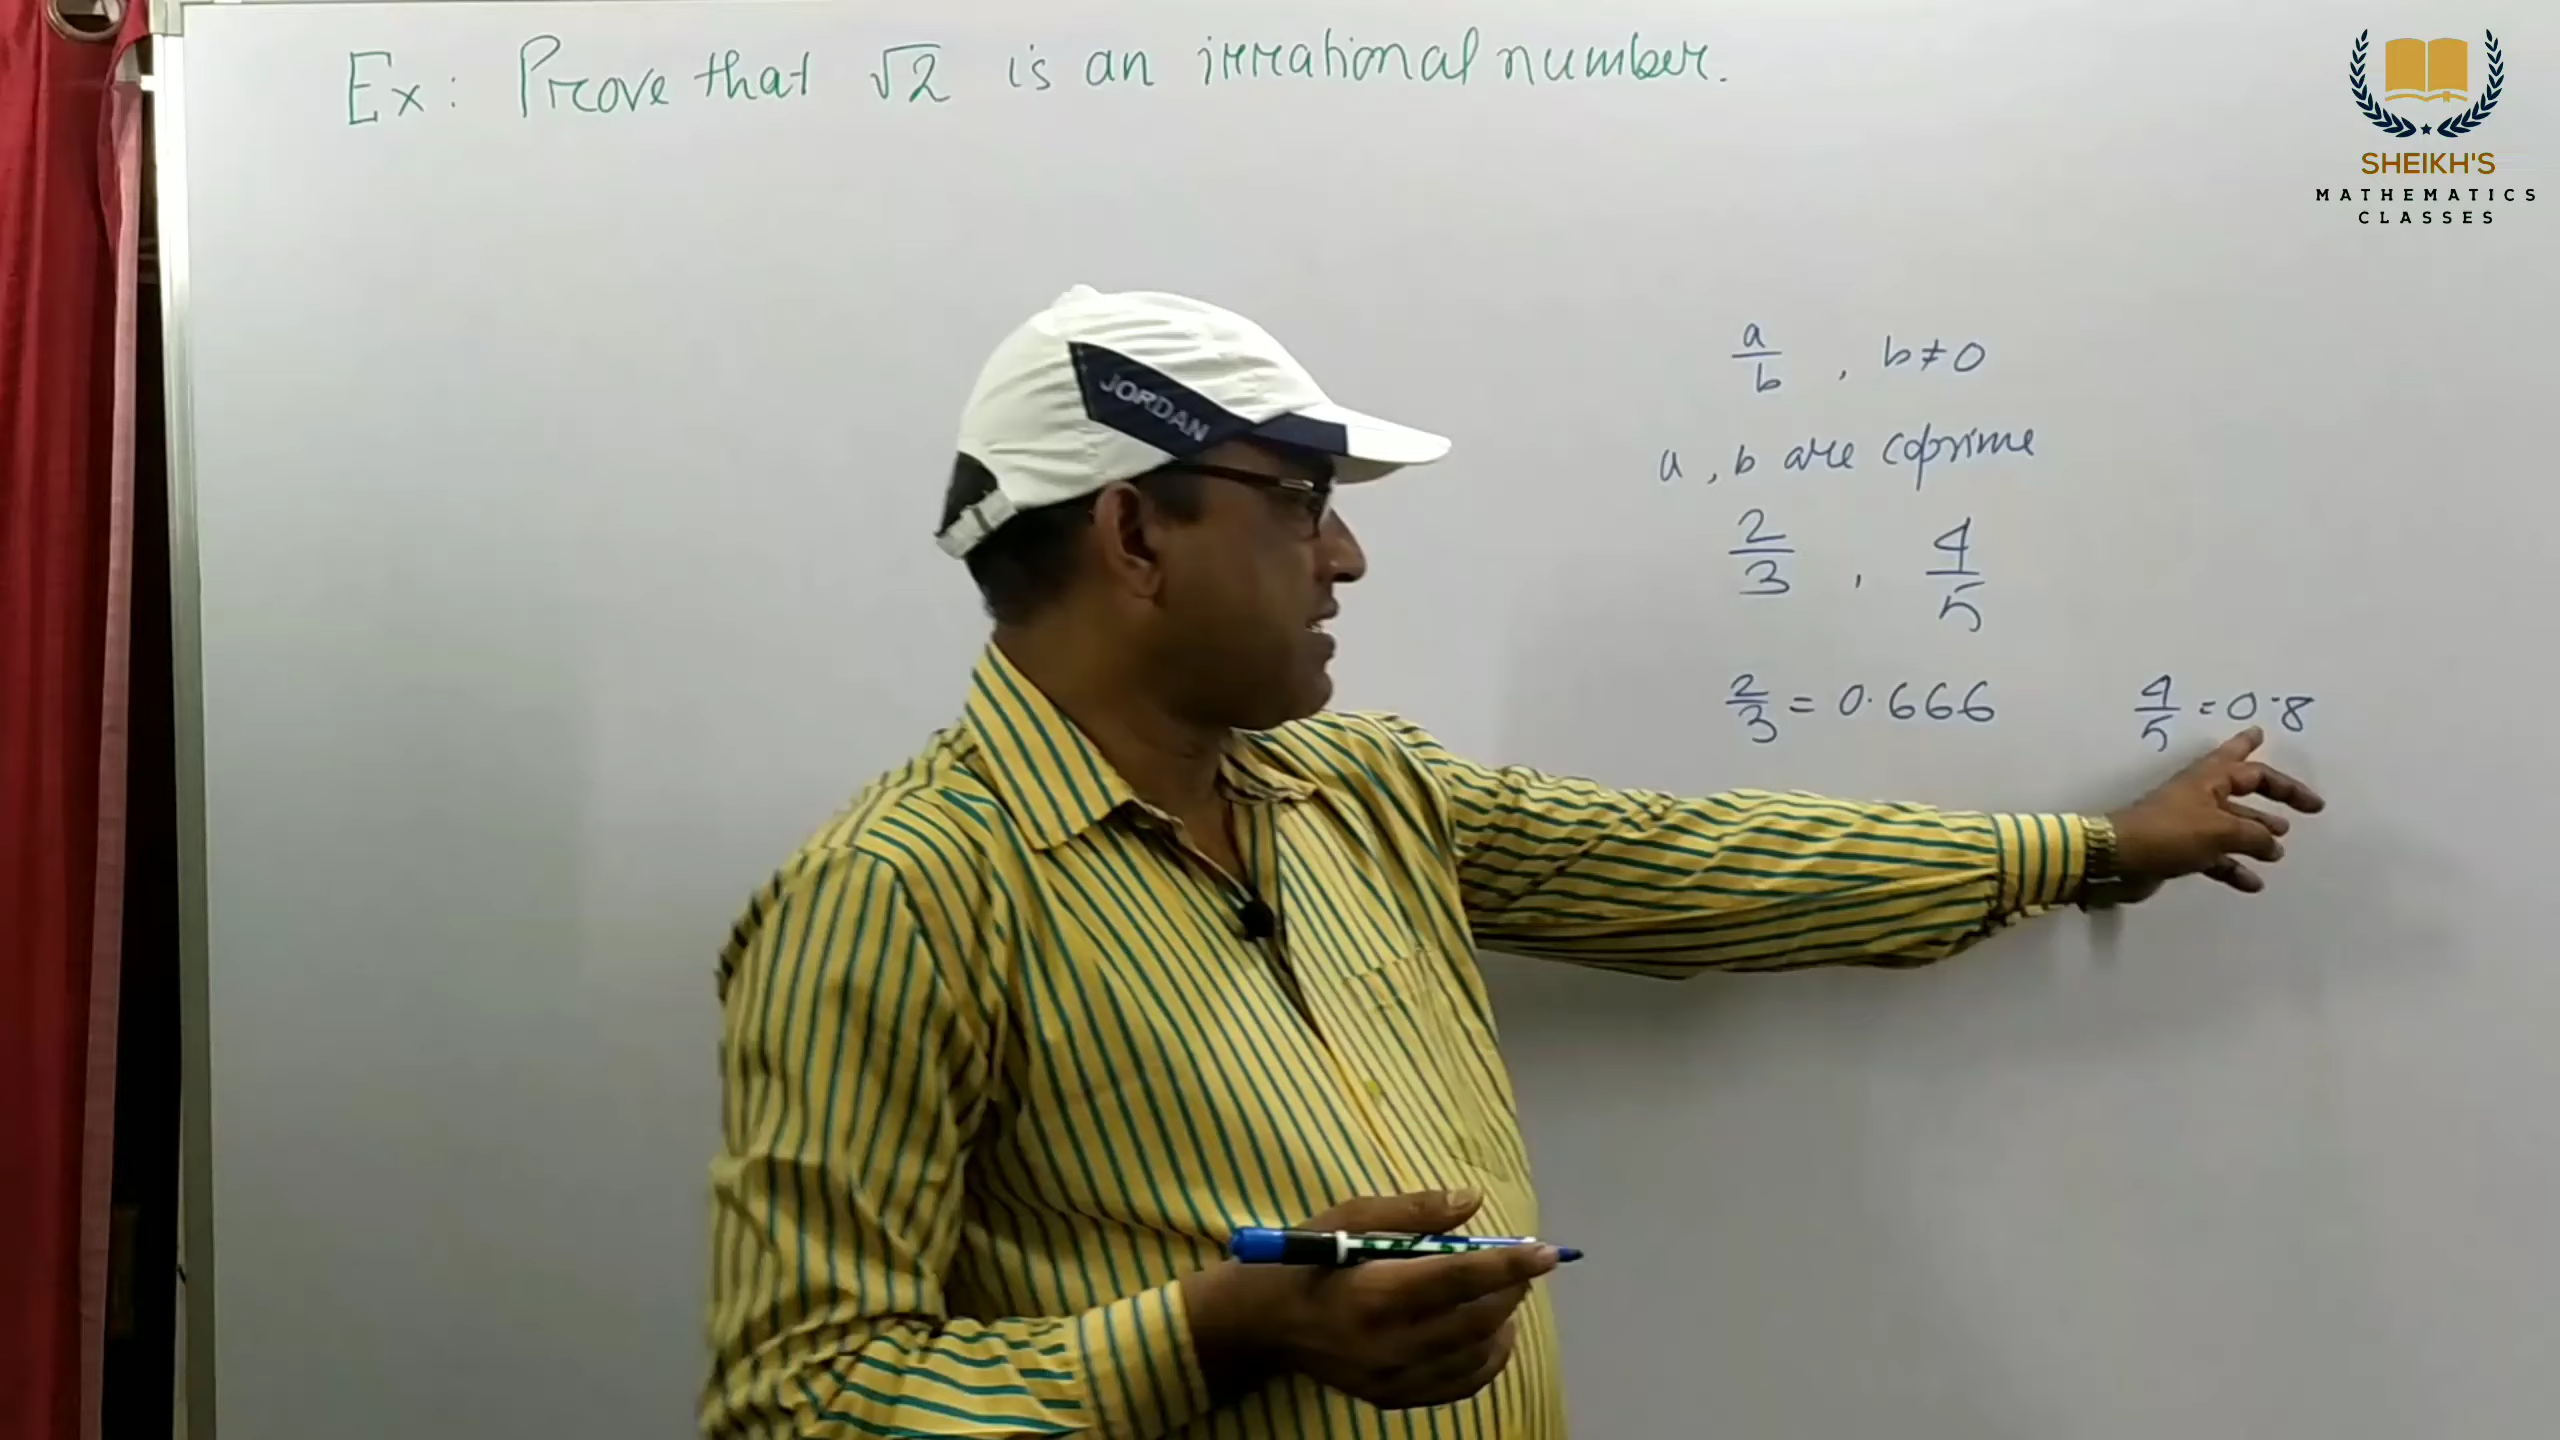 Ex: Prove that √2 is an irrational number.
SHEIKH'S
MATHEMATICS
CLASSES
a/b , b≠0
a, b are coprime
2/3 , 4/5
2/3 = 0.666 4/5 = 0.8
JORDAN